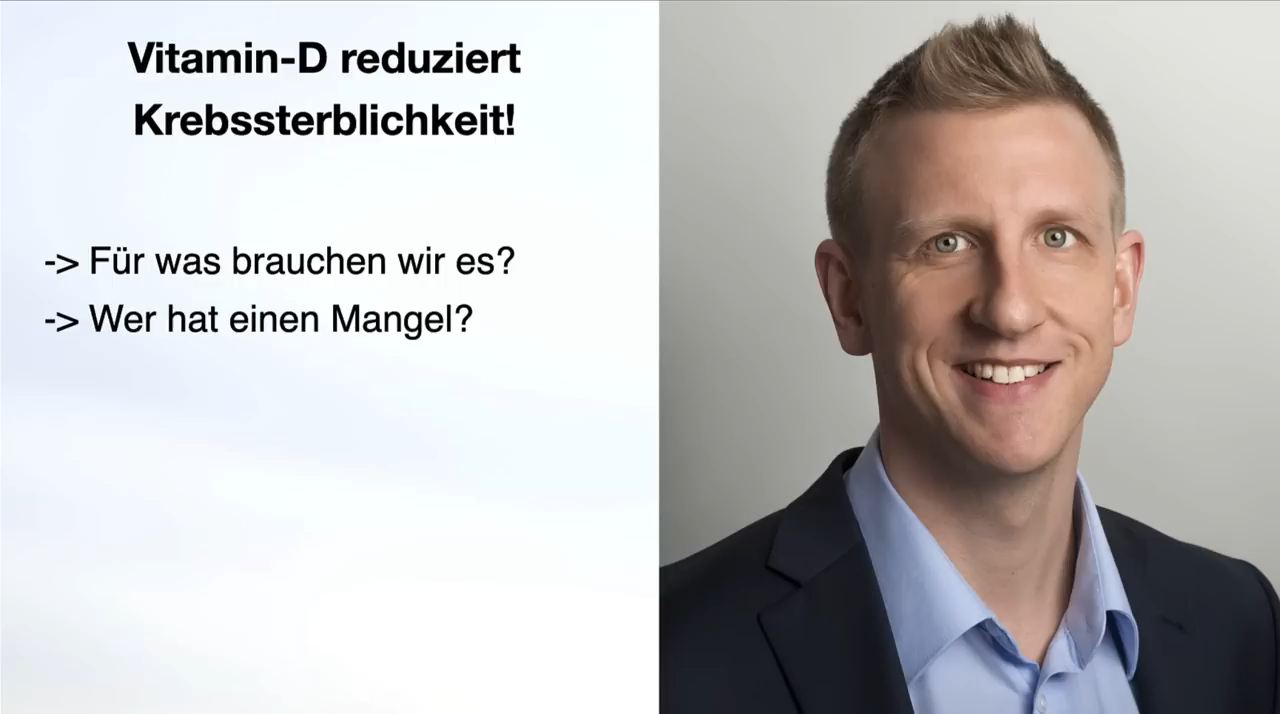 Vitamin-D reduziert
Krebssterblichkeit!
-> Für was brauchen wir es?
-> Wer hat einen Mangel?